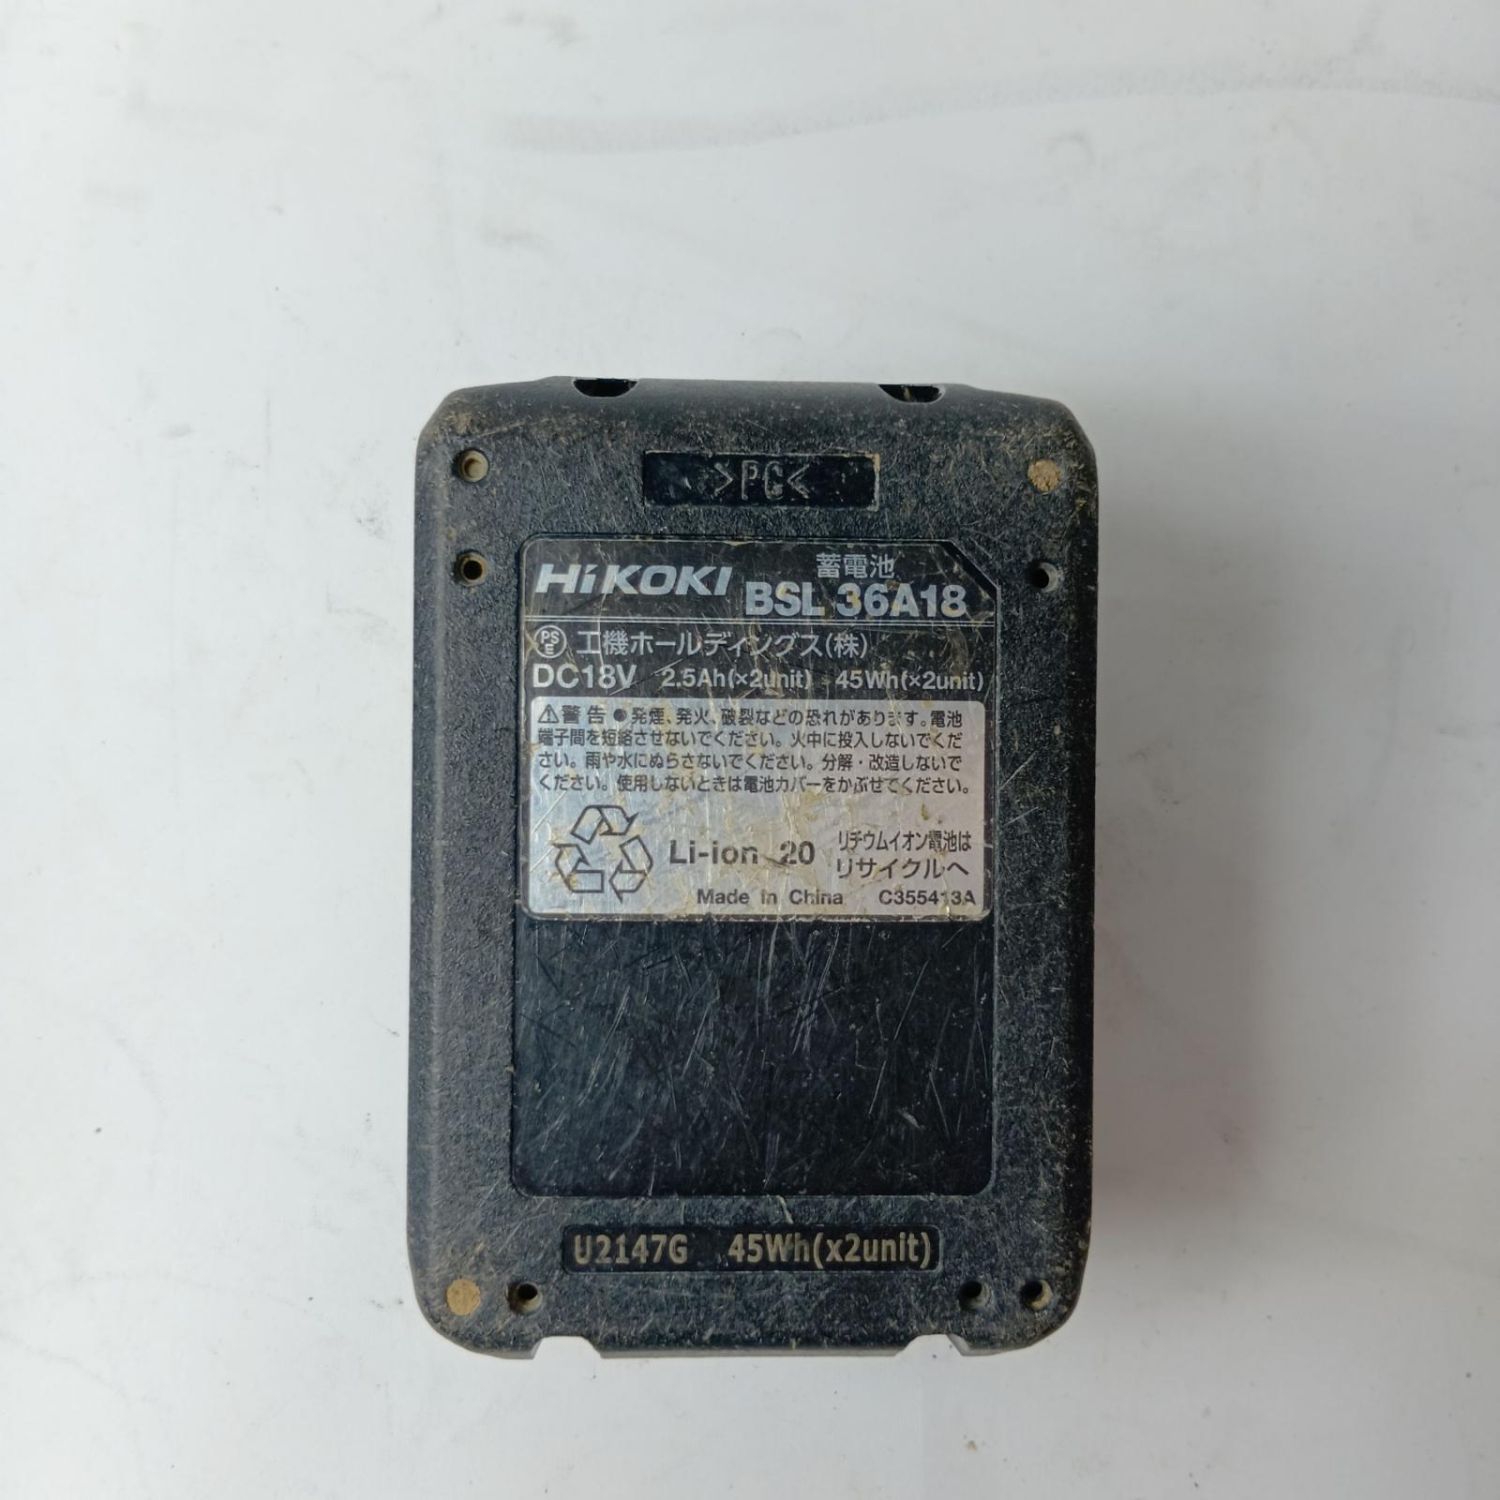 >PC<
HiKOKI 蓄電池
BSL 36A18
PS E 工機ホールディングス(株)
DC18V 2.5Ah(×2unit) 45Wh(×2unit)
⚠警告 ●発煙、発火、破裂などの恐れがあります。電池
端子間を短絡させないでください。火中に投入しないでくだ
さい。雨や水にぬらさないでください。分解・改造しないで
ください。使用しないときは電池カバーをかぶせてください。
Li-ion 20 リチウムイオン電池は
リサイクルへ
Made in China C355413A
U2147G 45Wh(x2unit)